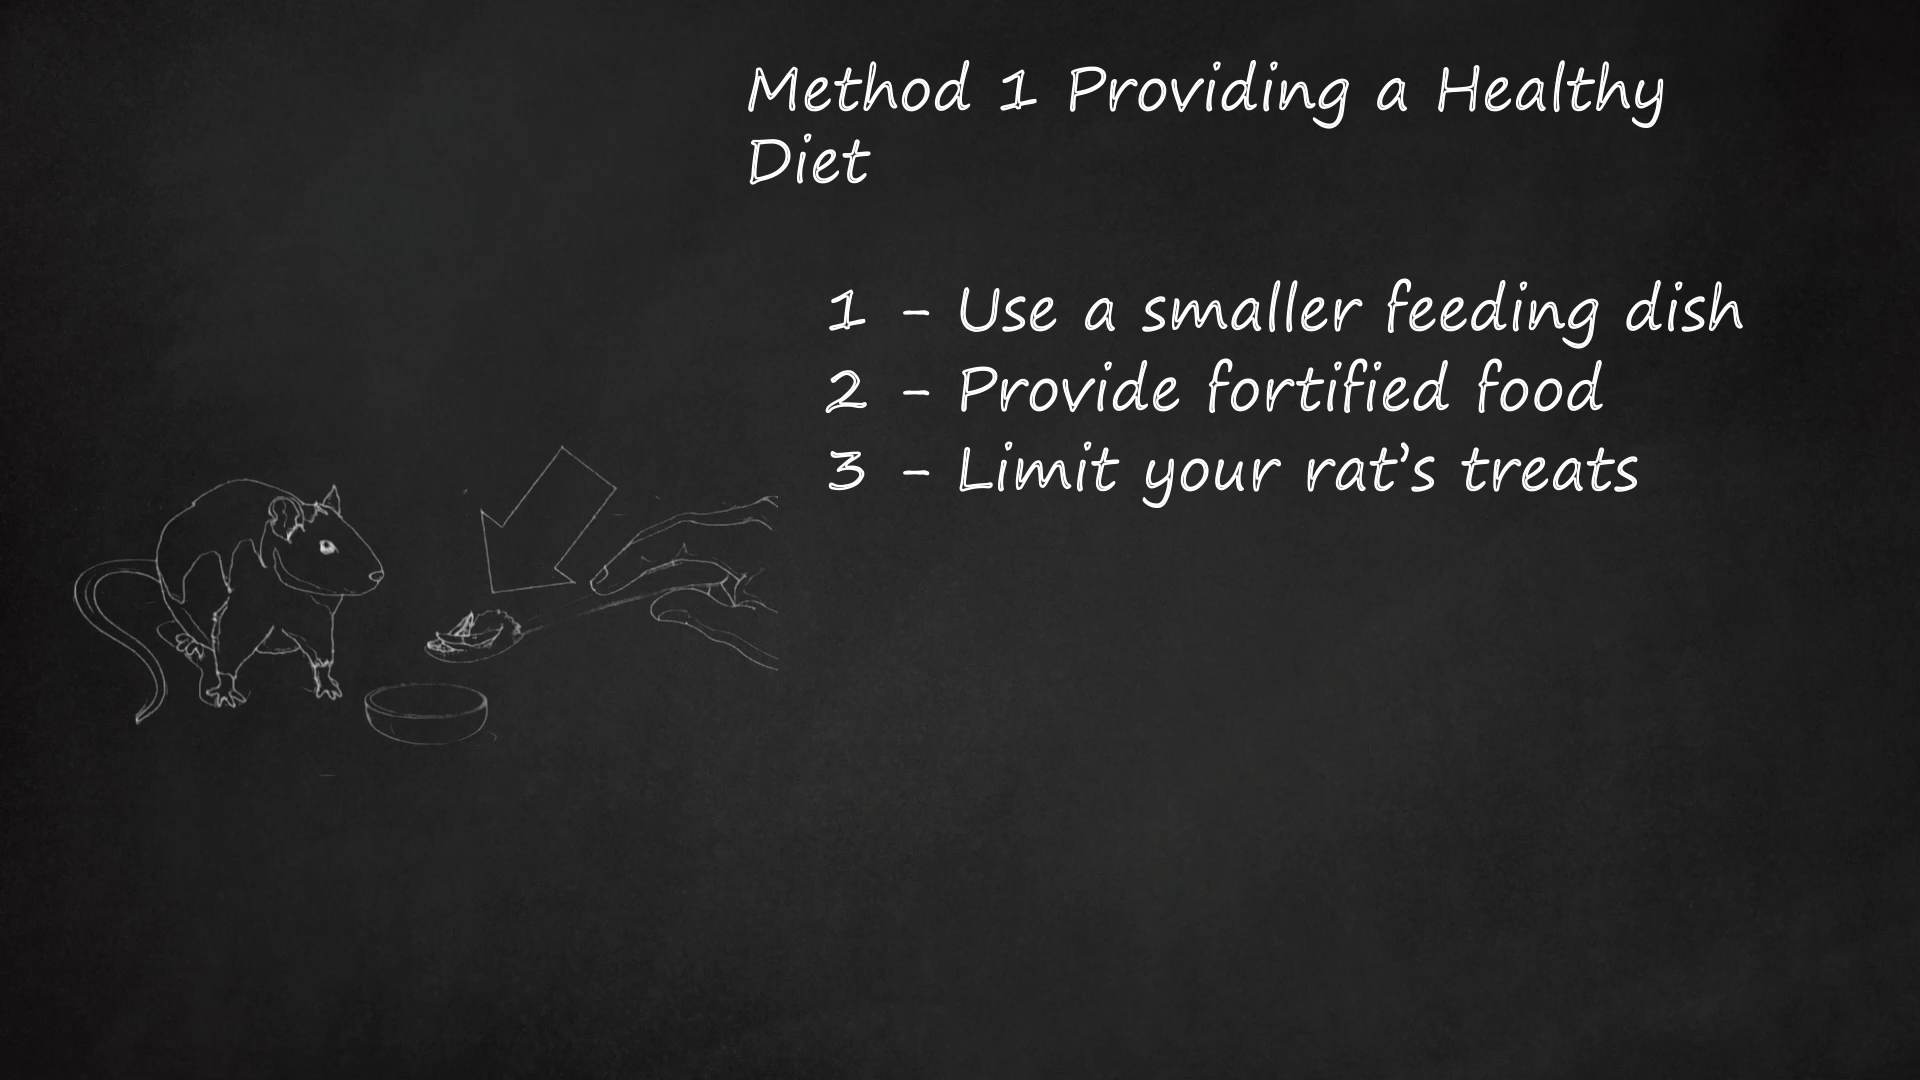 Method 1 Providing a Healthy
Diet
1 - Use a smaller feeding dish
2 - Provide fortified food
3 - Limit your rat’s treats